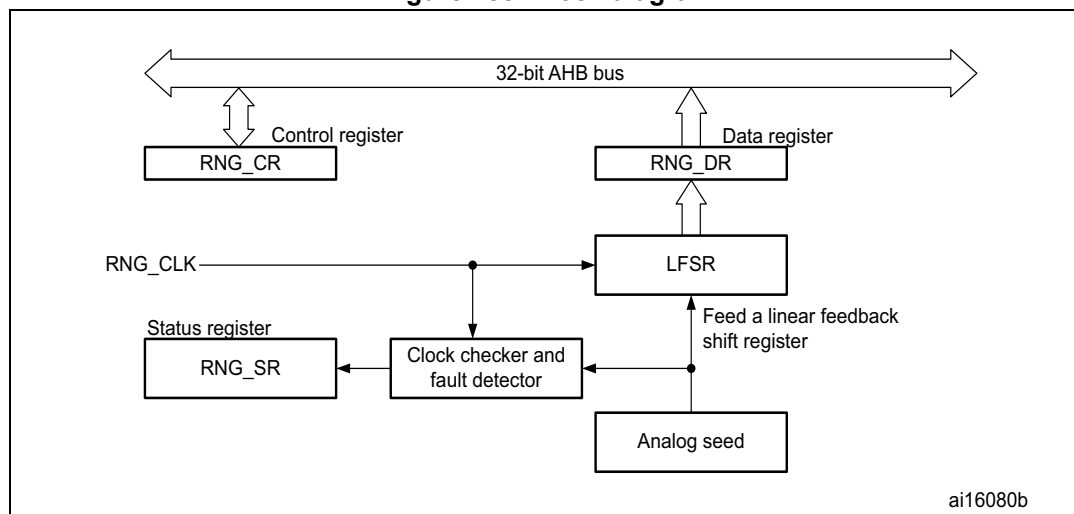 32-bit AHB bus
Control register
Data register
RNG_CR
RNG_DR
RNG_CLK
LFSR
Feed a linear feedback
shift register
Status register
RNG_SR
Clock checker and
fault detector
Analog seed
ai16080b